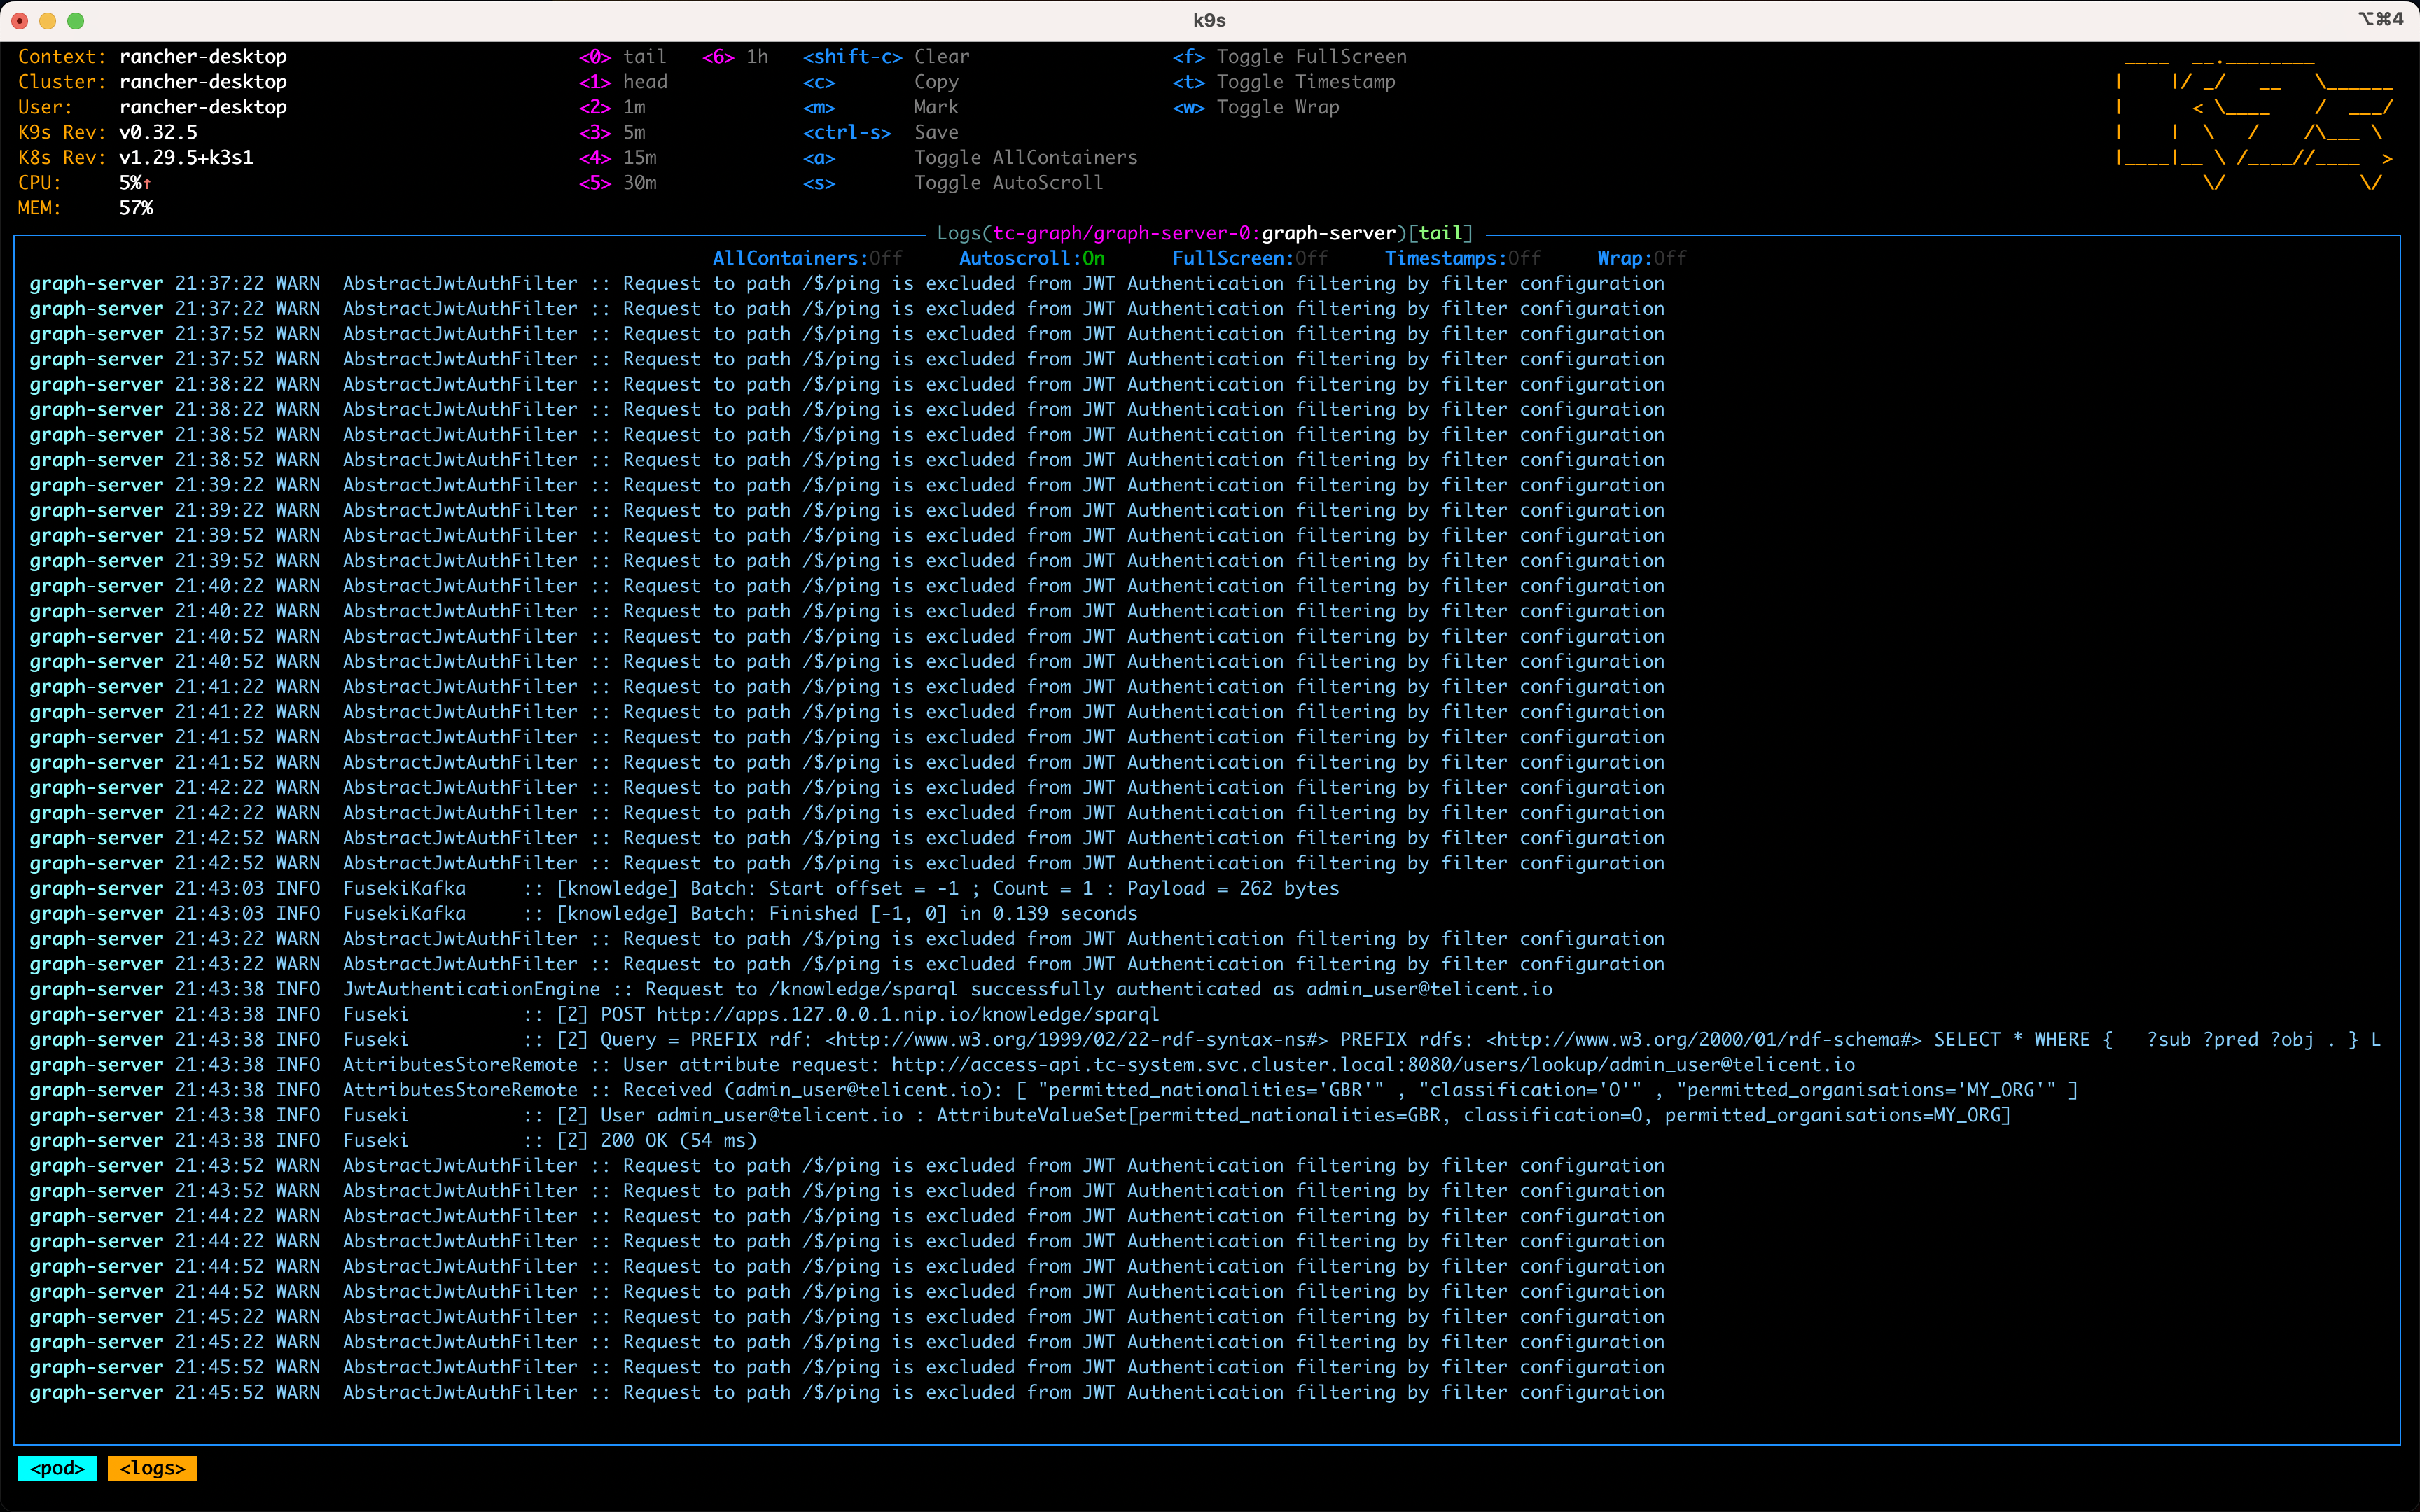 k9s ⌥⌘4
Context: rancher-desktop <0> tail <6> 1h <shift-c> Clear <f> Toggle FullScreen
Cluster: rancher-desktop <1> head <c> Copy <t> Toggle Timestamp
User: rancher-desktop <2> 1m <m> Mark <w> Toggle Wrap
K9s Rev: v0.32.5 <3> 5m <ctrl-s> Save
K8s Rev: v1.29.5+k3s1 <4> 15m <a> Toggle AllContainers
CPU: 5%↑ <5> 30m <s> Toggle AutoScroll
MEM: 57%
Logs(tc-graph/graph-server-0:graph-server)[tail]
AllContainers:Off Autoscroll:On FullScreen:Off Timestamps:Off Wrap:Off
graph-server 21:37:22 WARN AbstractJwtAuthFilter :: Request to path /$/ping is excluded from JWT Authentication filtering by filter configuration
graph-server 21:37:22 WARN AbstractJwtAuthFilter :: Request to path /$/ping is excluded from JWT Authentication filtering by filter configuration
graph-server 21:37:52 WARN AbstractJwtAuthFilter :: Request to path /$/ping is excluded from JWT Authentication filtering by filter configuration
graph-server 21:37:52 WARN AbstractJwtAuthFilter :: Request to path /$/ping is excluded from JWT Authentication filtering by filter configuration
graph-server 21:38:22 WARN AbstractJwtAuthFilter :: Request to path /$/ping is excluded from JWT Authentication filtering by filter configuration
graph-server 21:38:22 WARN AbstractJwtAuthFilter :: Request to path /$/ping is excluded from JWT Authentication filtering by filter configuration
graph-server 21:38:52 WARN AbstractJwtAuthFilter :: Request to path /$/ping is excluded from JWT Authentication filtering by filter configuration
graph-server 21:38:52 WARN AbstractJwtAuthFilter :: Request to path /$/ping is excluded from JWT Authentication filtering by filter configuration
graph-server 21:39:22 WARN AbstractJwtAuthFilter :: Request to path /$/ping is excluded from JWT Authentication filtering by filter configuration
graph-server 21:39:22 WARN AbstractJwtAuthFilter :: Request to path /$/ping is excluded from JWT Authentication filtering by filter configuration
graph-server 21:39:52 WARN AbstractJwtAuthFilter :: Request to path /$/ping is excluded from JWT Authentication filtering by filter configuration
graph-server 21:39:52 WARN AbstractJwtAuthFilter :: Request to path /$/ping is excluded from JWT Authentication filtering by filter configuration
graph-server 21:40:22 WARN AbstractJwtAuthFilter :: Request to path /$/ping is excluded from JWT Authentication filtering by filter configuration
graph-server 21:40:22 WARN AbstractJwtAuthFilter :: Request to path /$/ping is excluded from JWT Authentication filtering by filter configuration
graph-server 21:40:52 WARN AbstractJwtAuthFilter :: Request to path /$/ping is excluded from JWT Authentication filtering by filter configuration
graph-server 21:40:52 WARN AbstractJwtAuthFilter :: Request to path /$/ping is excluded from JWT Authentication filtering by filter configuration
graph-server 21:41:22 WARN AbstractJwtAuthFilter :: Request to path /$/ping is excluded from JWT Authentication filtering by filter configuration
graph-server 21:41:22 WARN AbstractJwtAuthFilter :: Request to path /$/ping is excluded from JWT Authentication filtering by filter configuration
graph-server 21:41:52 WARN AbstractJwtAuthFilter :: Request to path /$/ping is excluded from JWT Authentication filtering by filter configuration
graph-server 21:41:52 WARN AbstractJwtAuthFilter :: Request to path /$/ping is excluded from JWT Authentication filtering by filter configuration
graph-server 21:42:22 WARN AbstractJwtAuthFilter :: Request to path /$/ping is excluded from JWT Authentication filtering by filter configuration
graph-server 21:42:22 WARN AbstractJwtAuthFilter :: Request to path /$/ping is excluded from JWT Authentication filtering by filter configuration
graph-server 21:42:52 WARN AbstractJwtAuthFilter :: Request to path /$/ping is excluded from JWT Authentication filtering by filter configuration
graph-server 21:42:52 WARN AbstractJwtAuthFilter :: Request to path /$/ping is excluded from JWT Authentication filtering by filter configuration
graph-server 21:43:03 INFO FusekiKafka :: [knowledge] Batch: Start offset = -1 ; Count = 1 : Payload = 262 bytes
graph-server 21:43:03 INFO FusekiKafka :: [knowledge] Batch: Finished [-1, 0] in 0.139 seconds
graph-server 21:43:22 WARN AbstractJwtAuthFilter :: Request to path /$/ping is excluded from JWT Authentication filtering by filter configuration
graph-server 21:43:22 WARN AbstractJwtAuthFilter :: Request to path /$/ping is excluded from JWT Authentication filtering by filter configuration
graph-server 21:43:38 INFO JwtAuthenticationEngine :: Request to /knowledge/sparql successfully authenticated as admin_user@telicent.io
graph-server 21:43:38 INFO Fuseki :: [2] POST http://apps.127.0.0.1.nip.io/knowledge/sparql
graph-server 21:43:38 INFO Fuseki :: [2] Query = PREFIX rdf: <http://www.w3.org/1999/02/22-rdf-syntax-ns#> PREFIX rdfs: <http://www.w3.org/2000/01/rdf-schema#> SELECT * WHERE { ?sub ?pred ?obj . } L
graph-server 21:43:38 INFO AttributesStoreRemote :: User attribute request: http://access-api.tc-system.svc.cluster.local:8080/users/lookup/admin_user@telicent.io
graph-server 21:43:38 INFO AttributesStoreRemote :: Received (admin_user@telicent.io): [ "permitted_nationalities='GBR'" , "classification='O'" , "permitted_organisations='MY_ORG'" ]
graph-server 21:43:38 INFO Fuseki :: [2] User admin_user@telicent.io : AttributeValueSet[permitted_nationalities=GBR, classification=O, permitted_organisations=MY_ORG]
graph-server 21:43:38 INFO Fuseki :: [2] 200 OK (54 ms)
graph-server 21:43:52 WARN AbstractJwtAuthFilter :: Request to path /$/ping is excluded from JWT Authentication filtering by filter configuration
graph-server 21:43:52 WARN AbstractJwtAuthFilter :: Request to path /$/ping is excluded from JWT Authentication filtering by filter configuration
graph-server 21:44:22 WARN AbstractJwtAuthFilter :: Request to path /$/ping is excluded from JWT Authentication filtering by filter configuration
graph-server 21:44:22 WARN AbstractJwtAuthFilter :: Request to path /$/ping is excluded from JWT Authentication filtering by filter configuration
graph-server 21:44:52 WARN AbstractJwtAuthFilter :: Request to path /$/ping is excluded from JWT Authentication filtering by filter configuration
graph-server 21:44:52 WARN AbstractJwtAuthFilter :: Request to path /$/ping is excluded from JWT Authentication filtering by filter configuration
graph-server 21:45:22 WARN AbstractJwtAuthFilter :: Request to path /$/ping is excluded from JWT Authentication filtering by filter configuration
graph-server 21:45:22 WARN AbstractJwtAuthFilter :: Request to path /$/ping is excluded from JWT Authentication filtering by filter configuration
graph-server 21:45:52 WARN AbstractJwtAuthFilter :: Request to path /$/ping is excluded from JWT Authentication filtering by filter configuration
graph-server 21:45:52 WARN AbstractJwtAuthFilter :: Request to path /$/ping is excluded from JWT Authentication filtering by filter configuration
<pod> <logs>